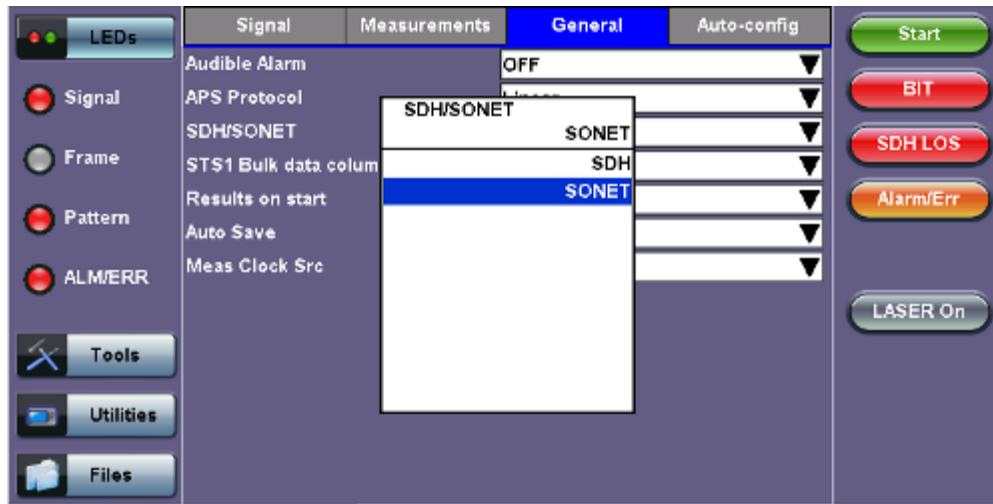 LEDs
Signal
Frame
Pattern
ALM/ERR
Tools
Utilities
Files
Signal Measurements General Auto-config
Audible Alarm OFF
APS Protocol
SDH/SONET
STS1 Bulk data colum
Results on start
Auto Save
Meas Clock Src
SDH/SONET
SONET
SDH
SONET
Start
BIT
SDH LOS
Alarm/Err
LASER On